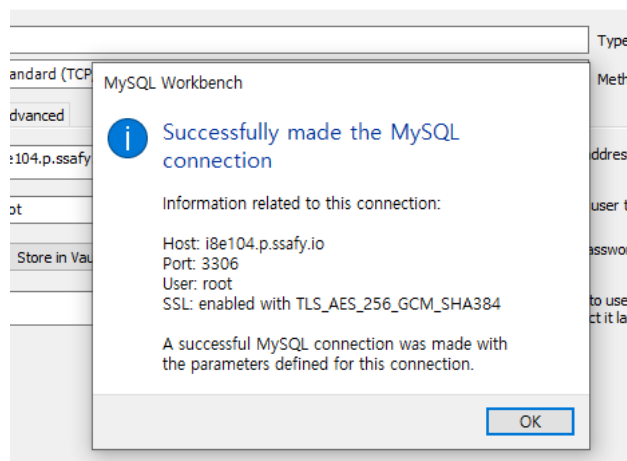 Type
andard (TCP
Meth
MySQL Workbench
dvanced
Successfully made the MySQL
connection
e104.p.ssafy
ddres
Information related to this connection:
ot
user t
Host: i8e104.p.ssafy.io
Store in Vau
Port: 3306
asswor
User: root
SSL: enabled with TLS_AES_256_GCM_SHA384
to use
ct it la
A successful MySQL connection was made with
the parameters defined for this connection.
OK